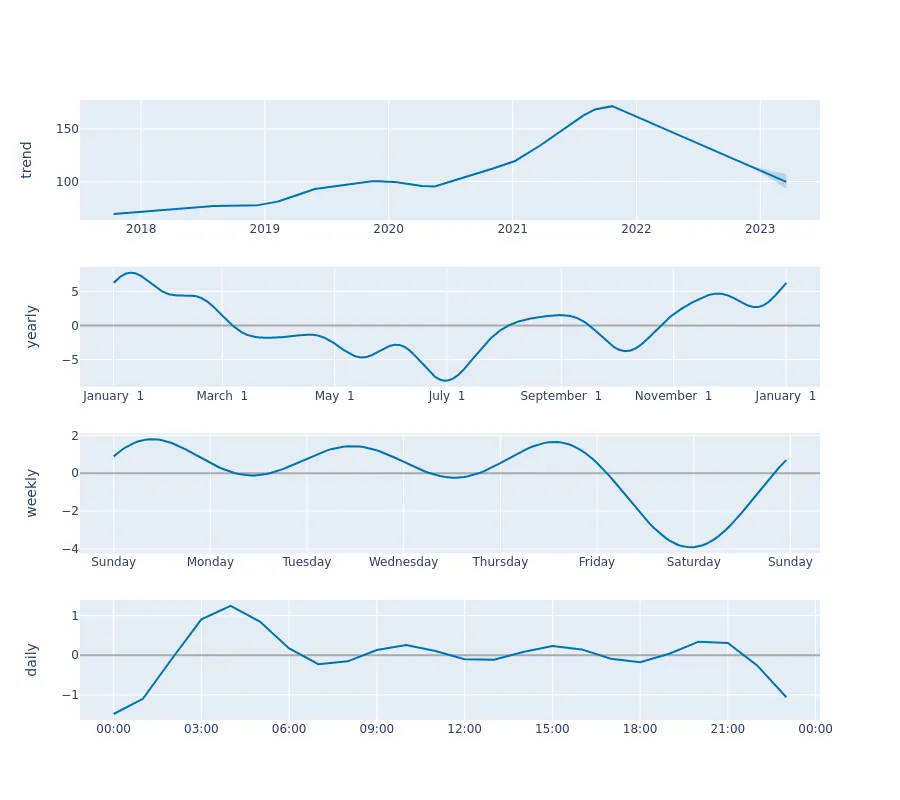 trend
150
100
2018 2019 2020 2021 2022 2023
yearly
5
0
−5
January 1 March 1 May 1 July 1 September 1 November 1 January 1
weekly
2
0
−2
−4
Sunday Monday Tuesday Wednesday Thursday Friday Saturday Sunday
daily
1
0
−1
00:00 03:00 06:00 09:00 12:00 15:00 18:00 21:00 00:00